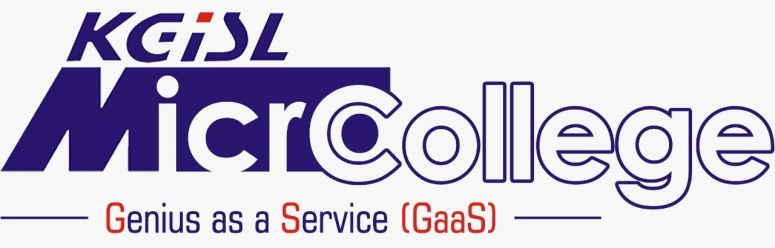 KGiSL
MicroCollege
Genius as a Service (GaaS)